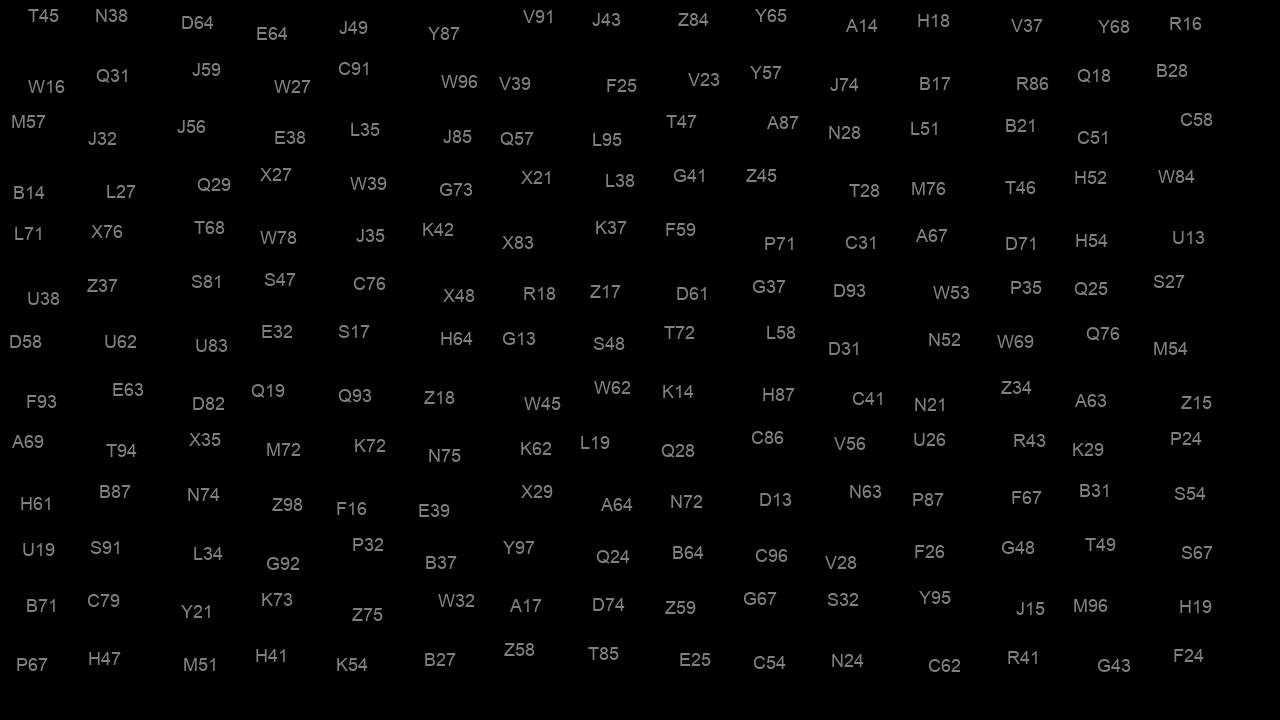 T45 N38 D64 E64 J49 Y87 V91 J43 Z84 Y65 A14 H18 V37 Y68 R16
W16 Q31 J59 W27 C91 W96 V39 F25 V23 Y57 J74 B17 R86 Q18 B28
M57 J32 J56 E38 L35 J85 Q57 L95 T47 A87 N28 L51 B21 C51 C58
B14 L27 Q29 X27 W39 G73 X21 L38 G41 Z45 T28 M76 T46 H52 W84
L71 X76 T68 W78 J35 K42 X83 K37 F59 P71 C31 A67 D71 H54 U13
U38 Z37 S81 S47 C76 X48 R18 Z17 D61 G37 D93 W53 P35 Q25 S27
D58 U62 U83 E32 S17 H64 G13 S48 T72 L58 D31 N52 W69 Q76 M54
F93 E63 D82 Q19 Q93 Z18 W45 W62 K14 H87 C41 N21 Z34 A63 Z15
A69 T94 X35 M72 K72 N75 K62 L19 Q28 C86 V56 U26 R43 K29 P24
H61 B87 N74 Z98 F16 E39 X29 A64 N72 D13 N63 P87 F67 B31 S54
U19 S91 L34 G92 P32 B37 Y97 Q24 B64 C96 V28 F26 G48 T49 S67
B71 C79 Y21 K73 Z75 W32 A17 D74 Z59 G67 S32 Y95 J15 M96 H19
P67 H47 M51 H41 K54 B27 Z58 T85 E25 C54 N24 C62 R41 G43 F24